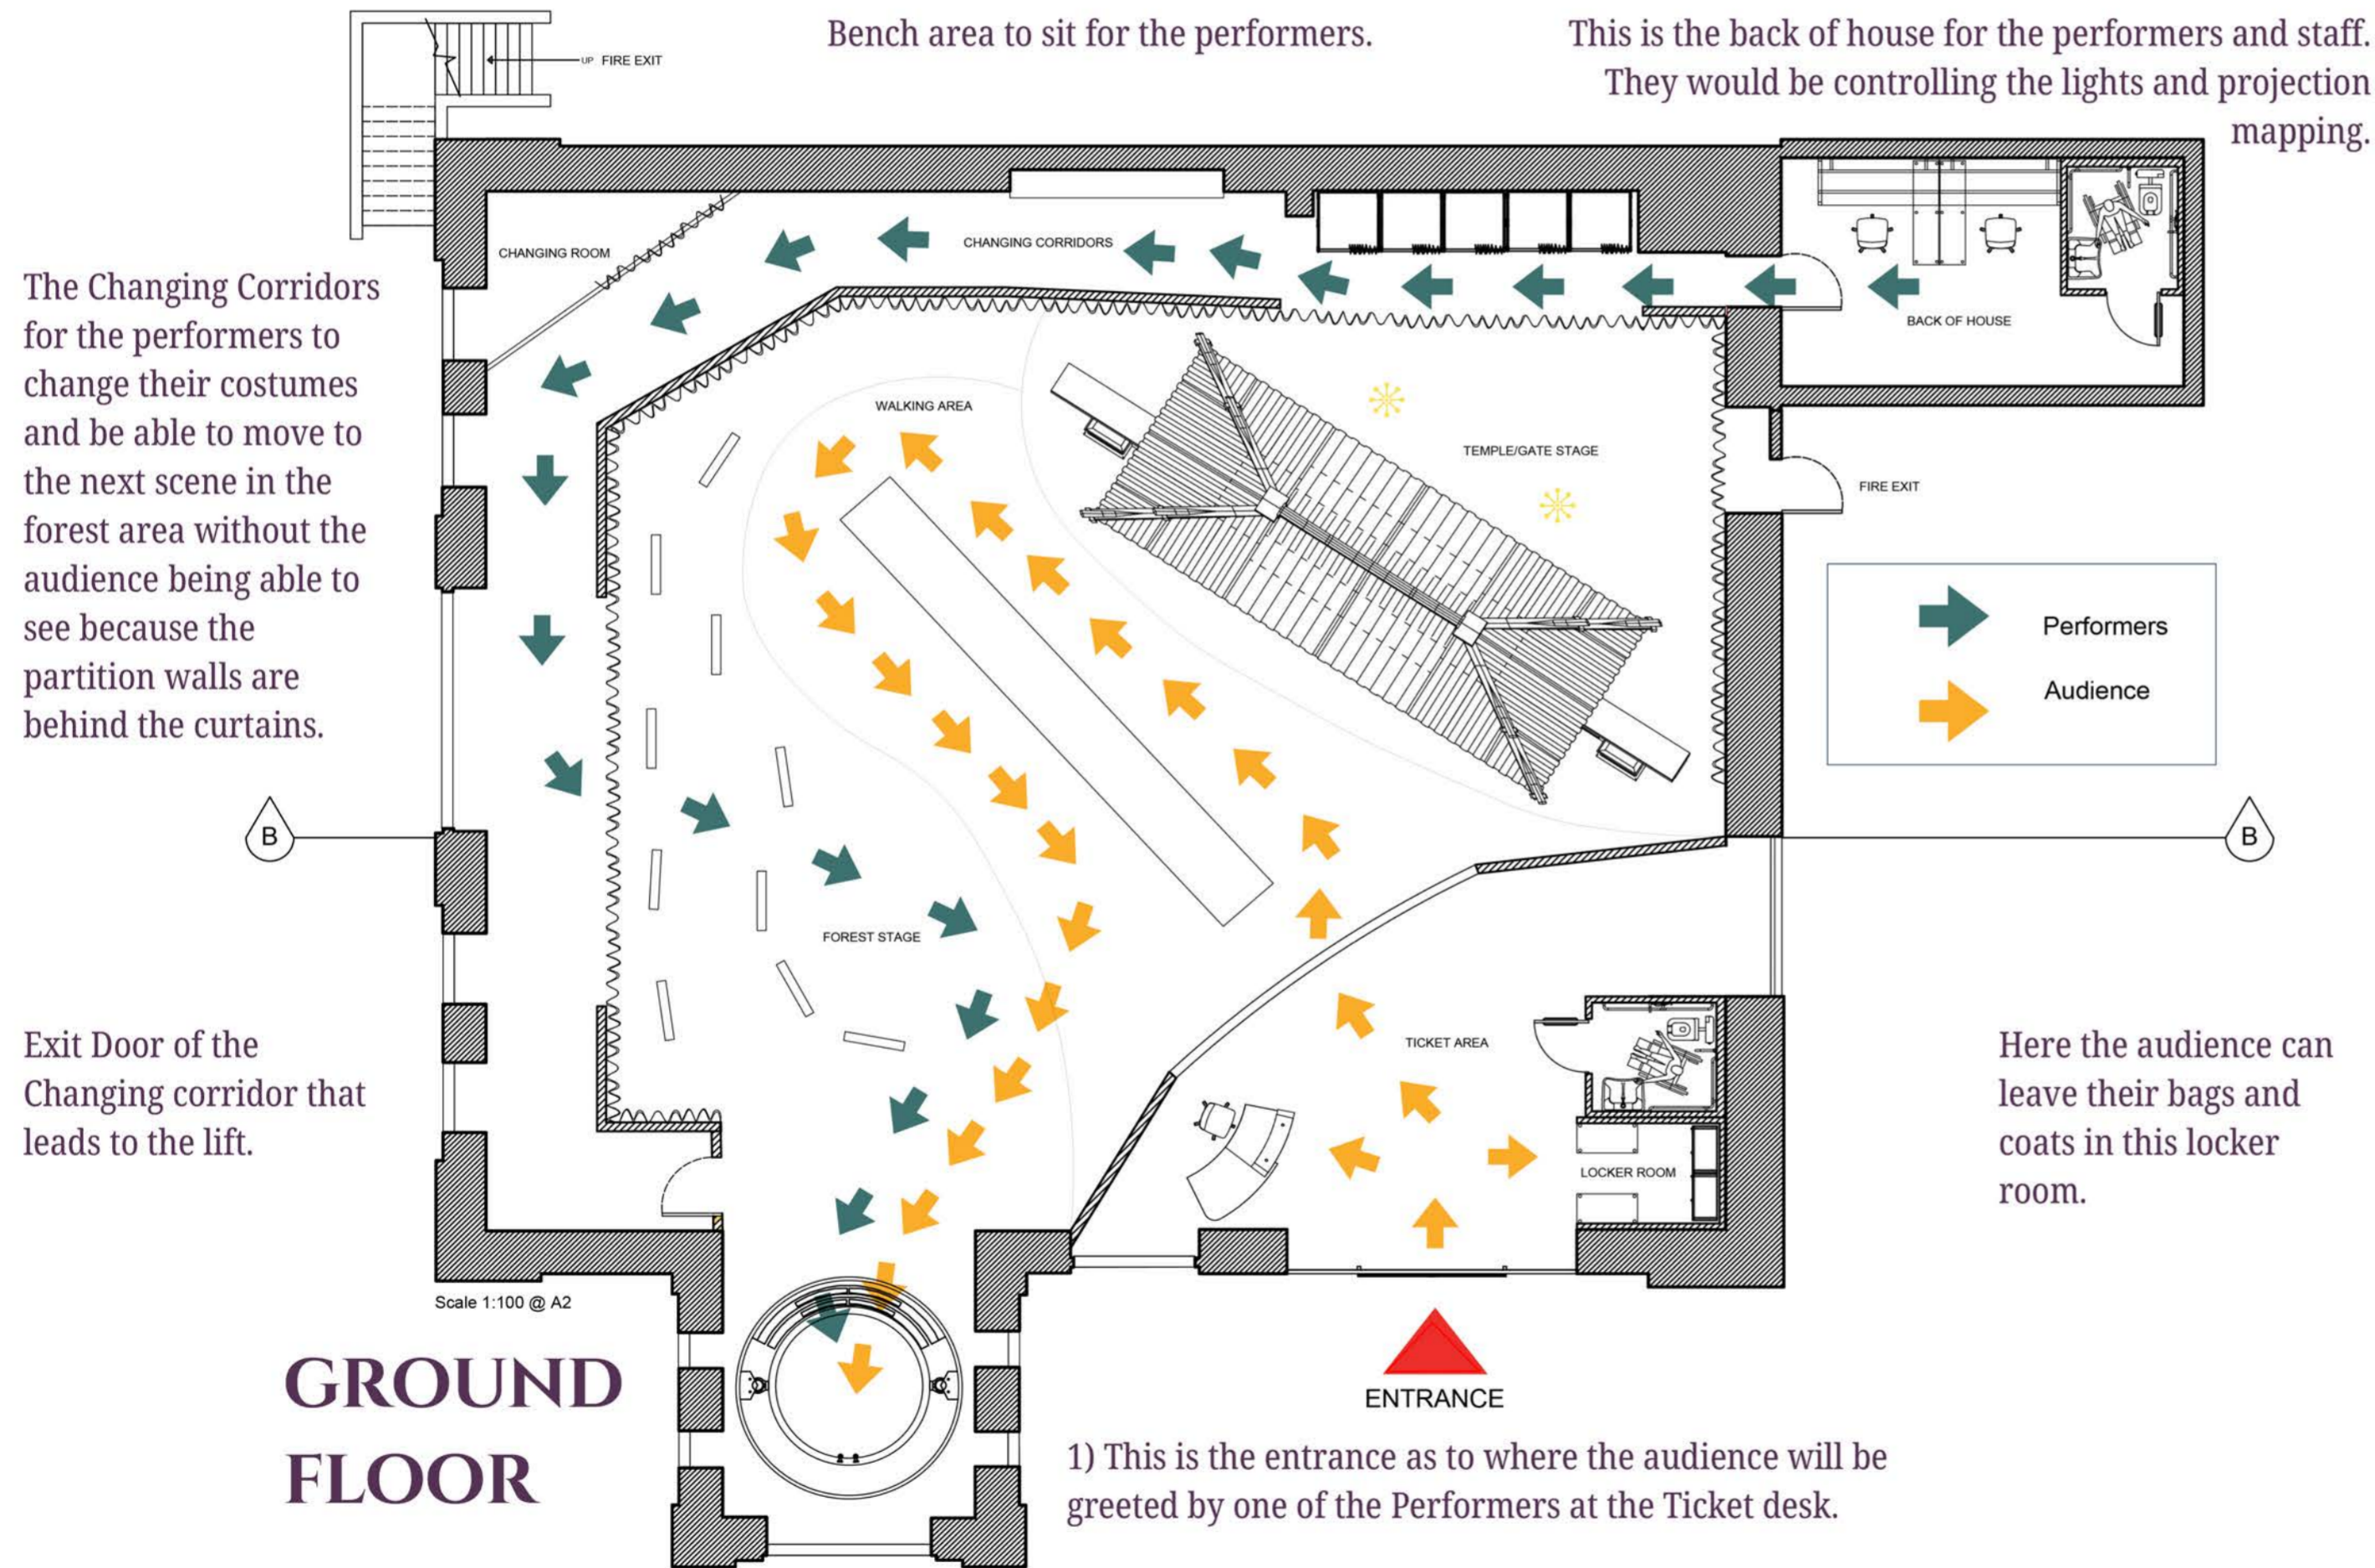 Bench area to sit for the performers.
This is the back of house for the performers and staff.
They would be controlling the lights and projection
mapping.
UP FIRE EXIT
CHANGING ROOM
CHANGING CORRIDORS
BACK OF HOUSE
The Changing Corridors
for the performers to
change their costumes
and be able to move to
the next scene in the
forest area without the
audience being able to
see because the
partition walls are
behind the curtains.
WALKING AREA
TEMPLE/GATE STAGE
FIRE EXIT
Performers
Audience
B
B
FOREST STAGE
TICKET AREA
LOCKER ROOM
Exit Door of the
Changing corridor that
leads to the lift.
Here the audience can
leave their bags and
coats in this locker
room.
Scale 1:100 @ A2
GROUND
FLOOR
ENTRANCE
1) This is the entrance as to where the audience will be
greeted by one of the Performers at the Ticket desk.